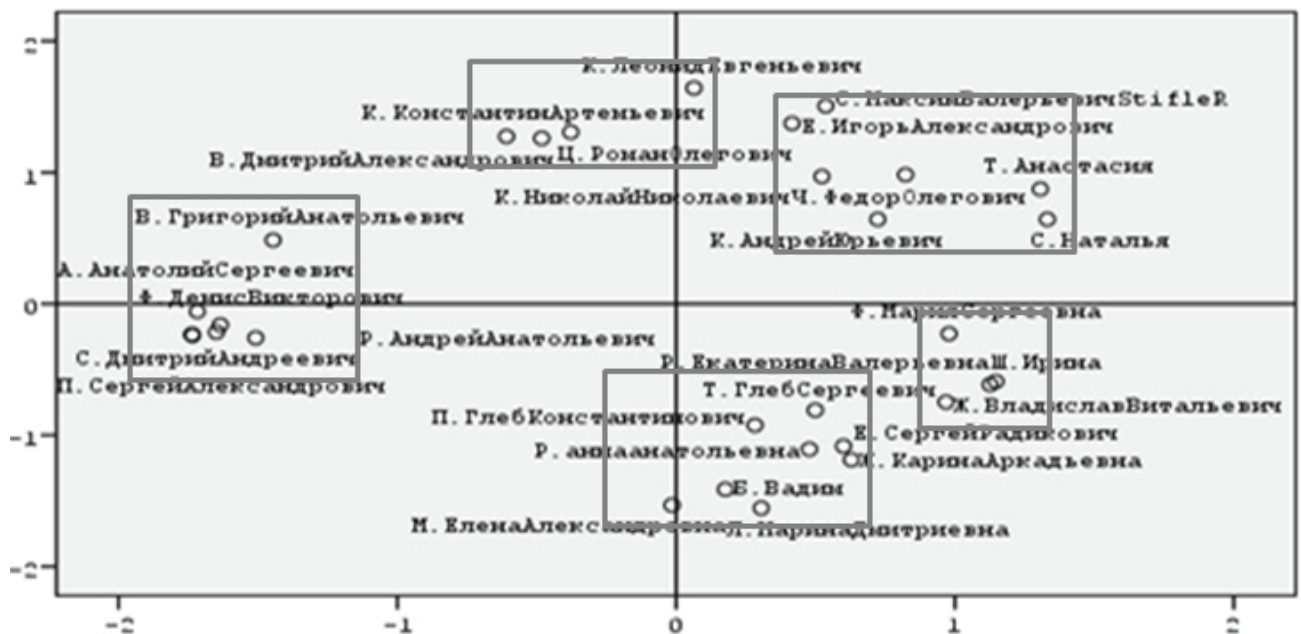 2
К.ЛеонидЕвгеньевич
С.МаксимВалерьевичStifleR
К.КонстантинАртемьевич
Е.ИгорьАлександрович
В.ДмитрийАлександрович Ц.РоманОлегович
Т.Анастасия
1
К.НиколайНиколаевич Ч.ФедорОлегович
В.ГригорийАнатольевич
К.АндрейЮрьевич С.Наталья
А.АнатолийСергеевич
Ф.ДенисВикторович
0
Ф.МарияСергеевна
Р.АндрейАнатольевич
С.ДмитрийАндреевич
Р.ЕкатеринаВалерьевна Ш.Ирина
П.СергейАлександрович
Т.ГлебСергеевич
Ж.ВладиславВитальевич
П.ГлебКонстантинович
-1
Е.СергейРадикович
Р.аннаанатольевна
КаринаАркадьевна
Б.Вадим
М.ЕленаАлександровна Л.МаринаДмитриевна
-2
-2 -1 0 1 2